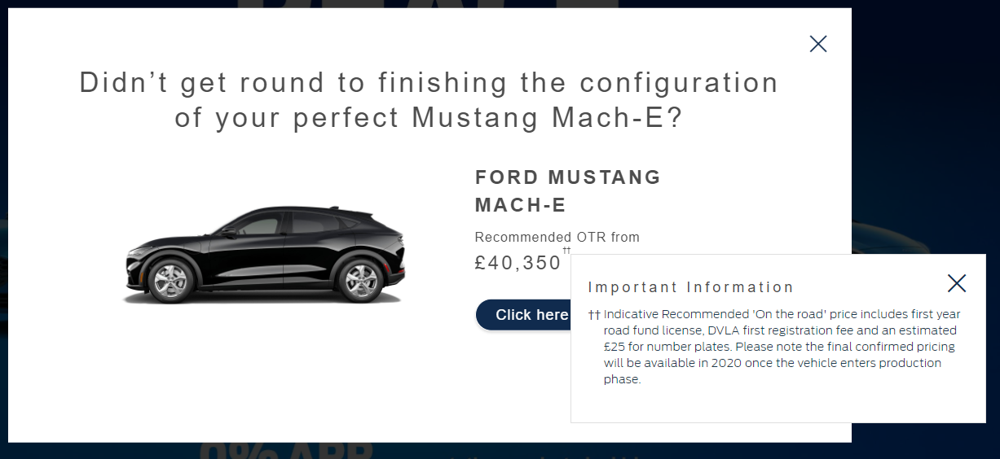 Didn’t get round to finishing the configuration
of your perfect Mustang Mach-E?
FORD MUSTANG
MACH-E
Recommended OTR from
£40,350 ††
Click here
Important Information
†† Indicative Recommended 'On the road' price includes first year
road fund license, DVLA first registration fee and an estimated
£25 for number plates. Please note the final confirmed pricing
will be available in 2020 once the vehicle enters production
phase.
0% APR